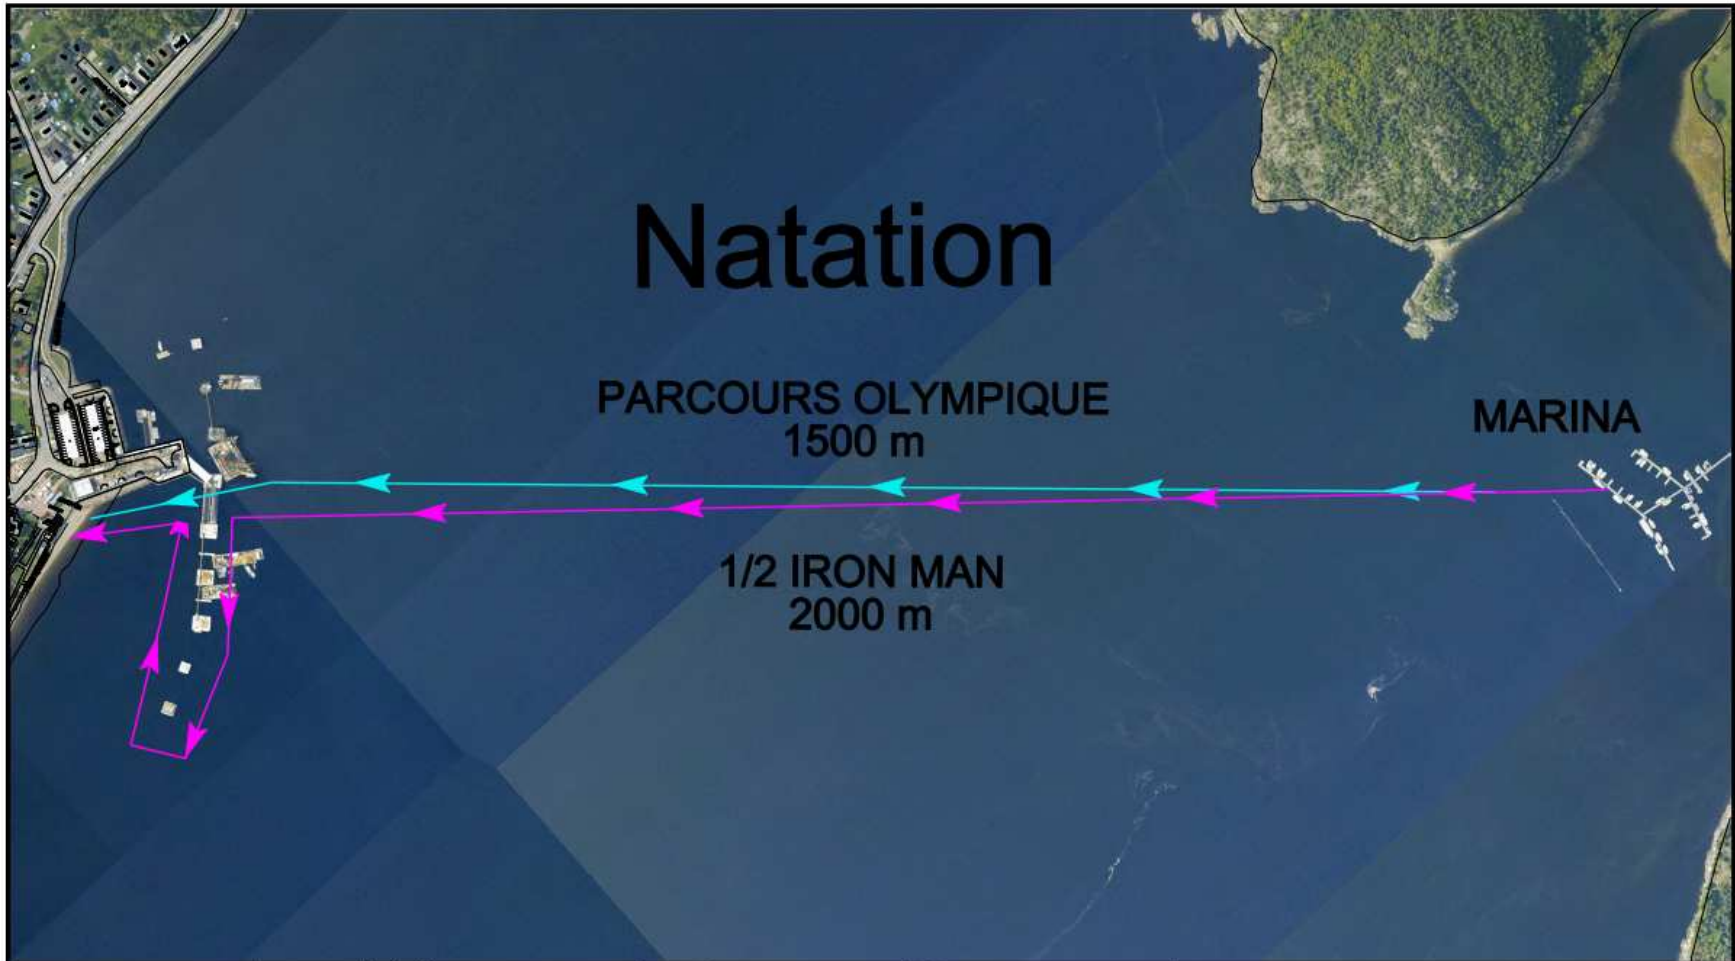 Natation
PARCOURS OLYMPIQUE
1500 m
MARINA
1/2 IRON MAN
2000 m